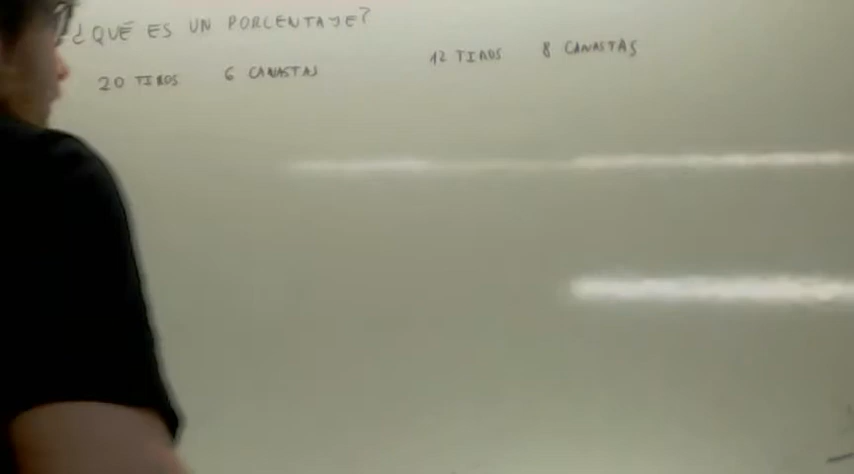 ¿QUÉ ES UN PORCENTAJE?
20 TIROS 6 CANASTAS 12 TIROS 8 CANASTAS